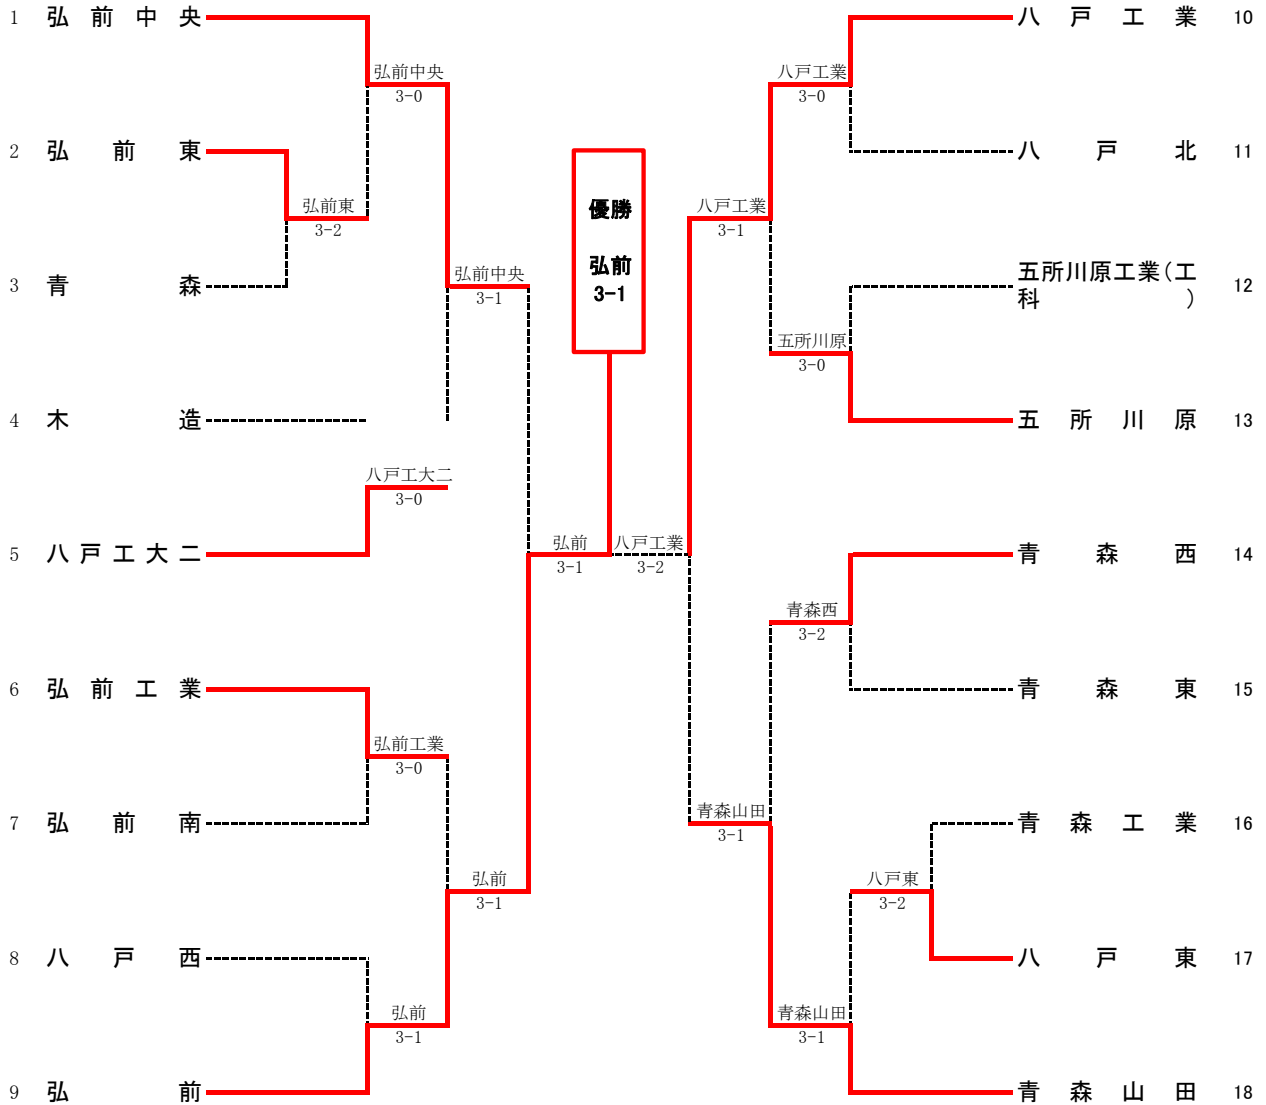 1 弘前中央
弘前中央
3-0
2 弘前東
弘前東
3-2
3 青森
弘前中央
3-1
4 木造
八戸工大二
3-0
5 八戸工大二
弘前
3-1
6 弘前工業
弘前工業
3-0
7 弘前南
弘前
3-1
8 八戸西
弘前
3-1
9 弘前
優勝
弘前
3-1
八戸工業
3-2
八戸工業 10
八戸工業
3-0
八戸北 11
八戸工業
3-1
五所川原工業(工
科)
12
五所川原
3-0
五所川原 13
青森西 14
青森西
3-2
青森東 15
青森山田
3-1
青森工業 16
八戸東
3-2
八戸東 17
青森山田
3-1
青森山田 18